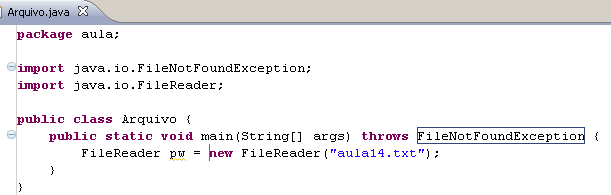 Arquivo.java
package aula;
import java.io.FileNotFoundException;
import java.io.FileReader;
public class Arquivo {
public static void main(String[] args) throws FileNotFoundException {
FileReader pw = new FileReader("aula14.txt");
}
}